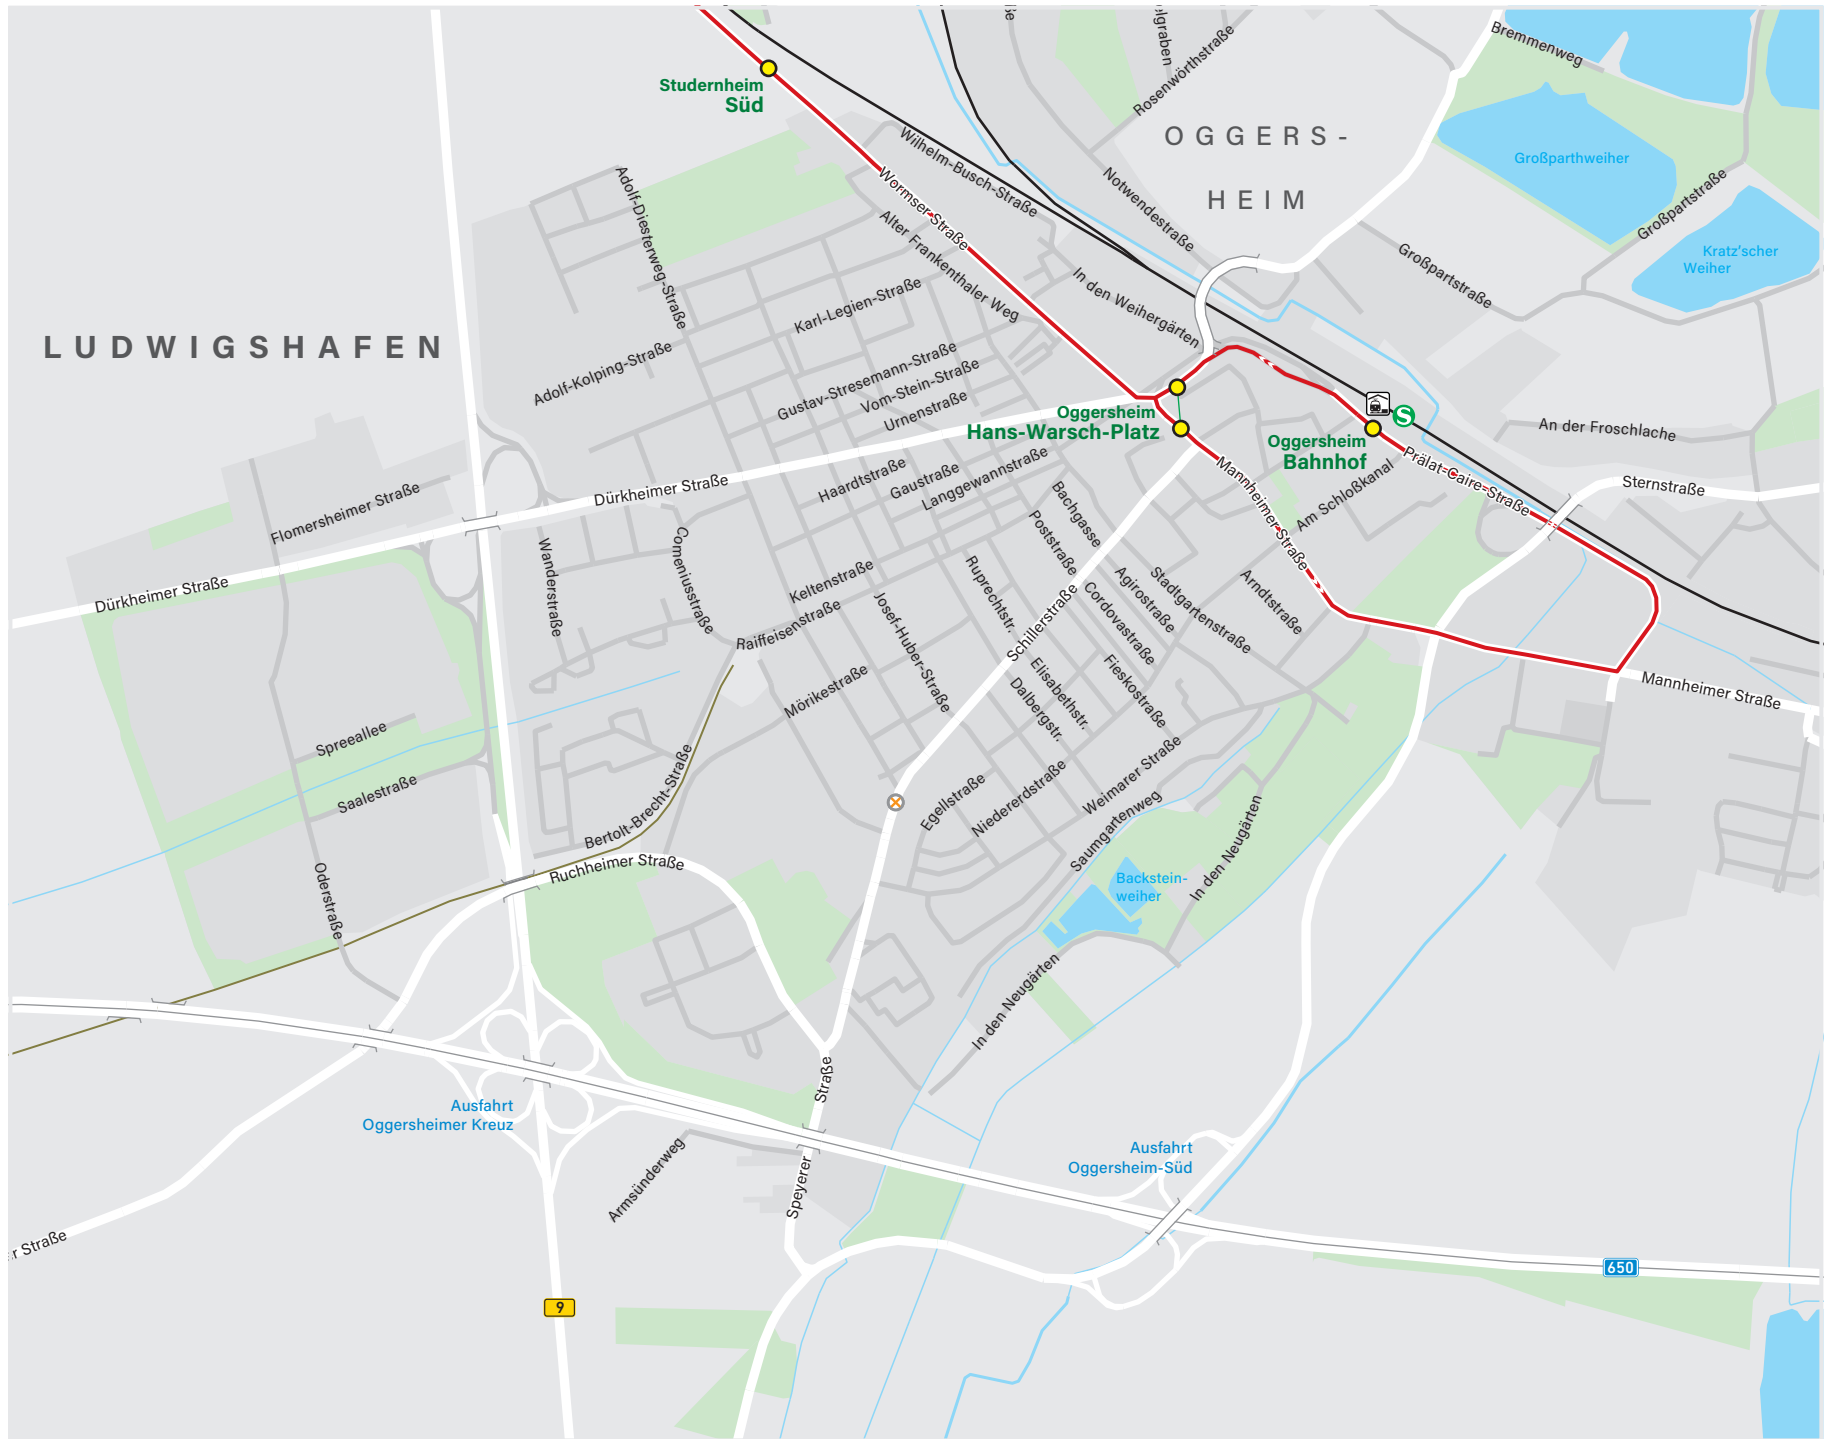 Bremmenweg
Rosenwörthstraße
Studernheim
Süd
OGGERS-
HEIM
Großparthweiher
Wilhelm-Busch-Straße
Wormser-Straße
Notwendestraße
Großpartstraße
Kratz'scher
Weiher
Adolf-Diesterweg-Straße
Alter Frankenthaler Weg
Großpartstraße
Karl-Legien-Straße
In den Weihergärten
LUDWIGSHAFEN
Adolf-Kolping-Straße
Gustav-Stresemann-Straße
Vom-Stein-Straße
Urnenstraße
Oggersheim
Hans-Warsch-Platz
S
Oggersheim
Bahnhof
An der Froschlache
Prälat-Caire-Straße
Sternstraße
Dürkheimer Straße
Haardtstraße
Gaustraße
Langgewannstraße
Mannheimer-Straße
Am Schloßkanal
Flomersheimer Straße
Bachgasse
Poststraße
Wanderstraße
Comeniusstraße
Dürkheimer Straße
Keltenstraße
Raiffeisenstraße
Josef-Huber-Straße
Ruprechtstr.
Schillerstraße
Cordovastraße
Agirostraße
Stadtgartenstraße
Arndtstraße
Mörikestraße
Elisabethstr.
Dalbergstr.
Fieskostraße
Mannheimer Straße
Spreeallee
Saalestraße
Bertolt-Brecht-Straße
Egellstraße
Niedererdstraße
Weimarer Straße
Saumgartenweg
In den Neugärten
Ruchheimer Straße
Oderstraße
Backstein-
weiher
In den Neugärten
Ausfahrt
Oggersheimer Kreuz
Speyerer
Straße
Armsünderweg
Ausfahrt
Oggersheim-Süd
r Straße
650
9